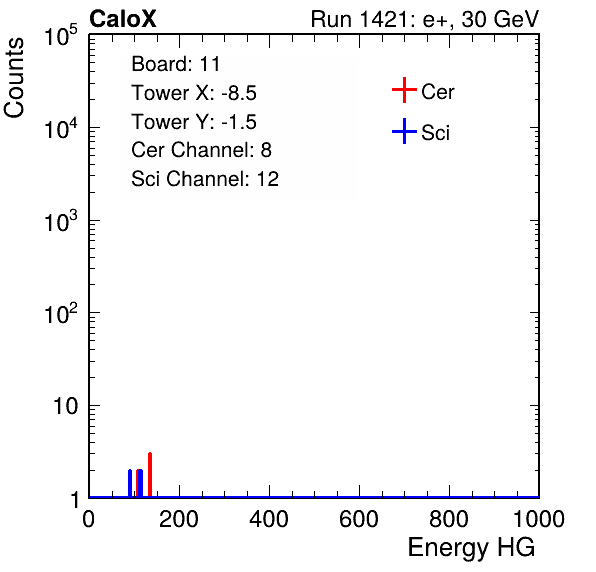 CaloX Run 1421: e+, 30 GeV
Counts
Board: 11
Tower X: -8.5
Tower Y: -1.5
Cer Channel: 8
Sci Channel: 12
Cer
Sci
10^5
10^4
10^3
10^2
10
1
0 200 400 600 800 1000
Energy HG